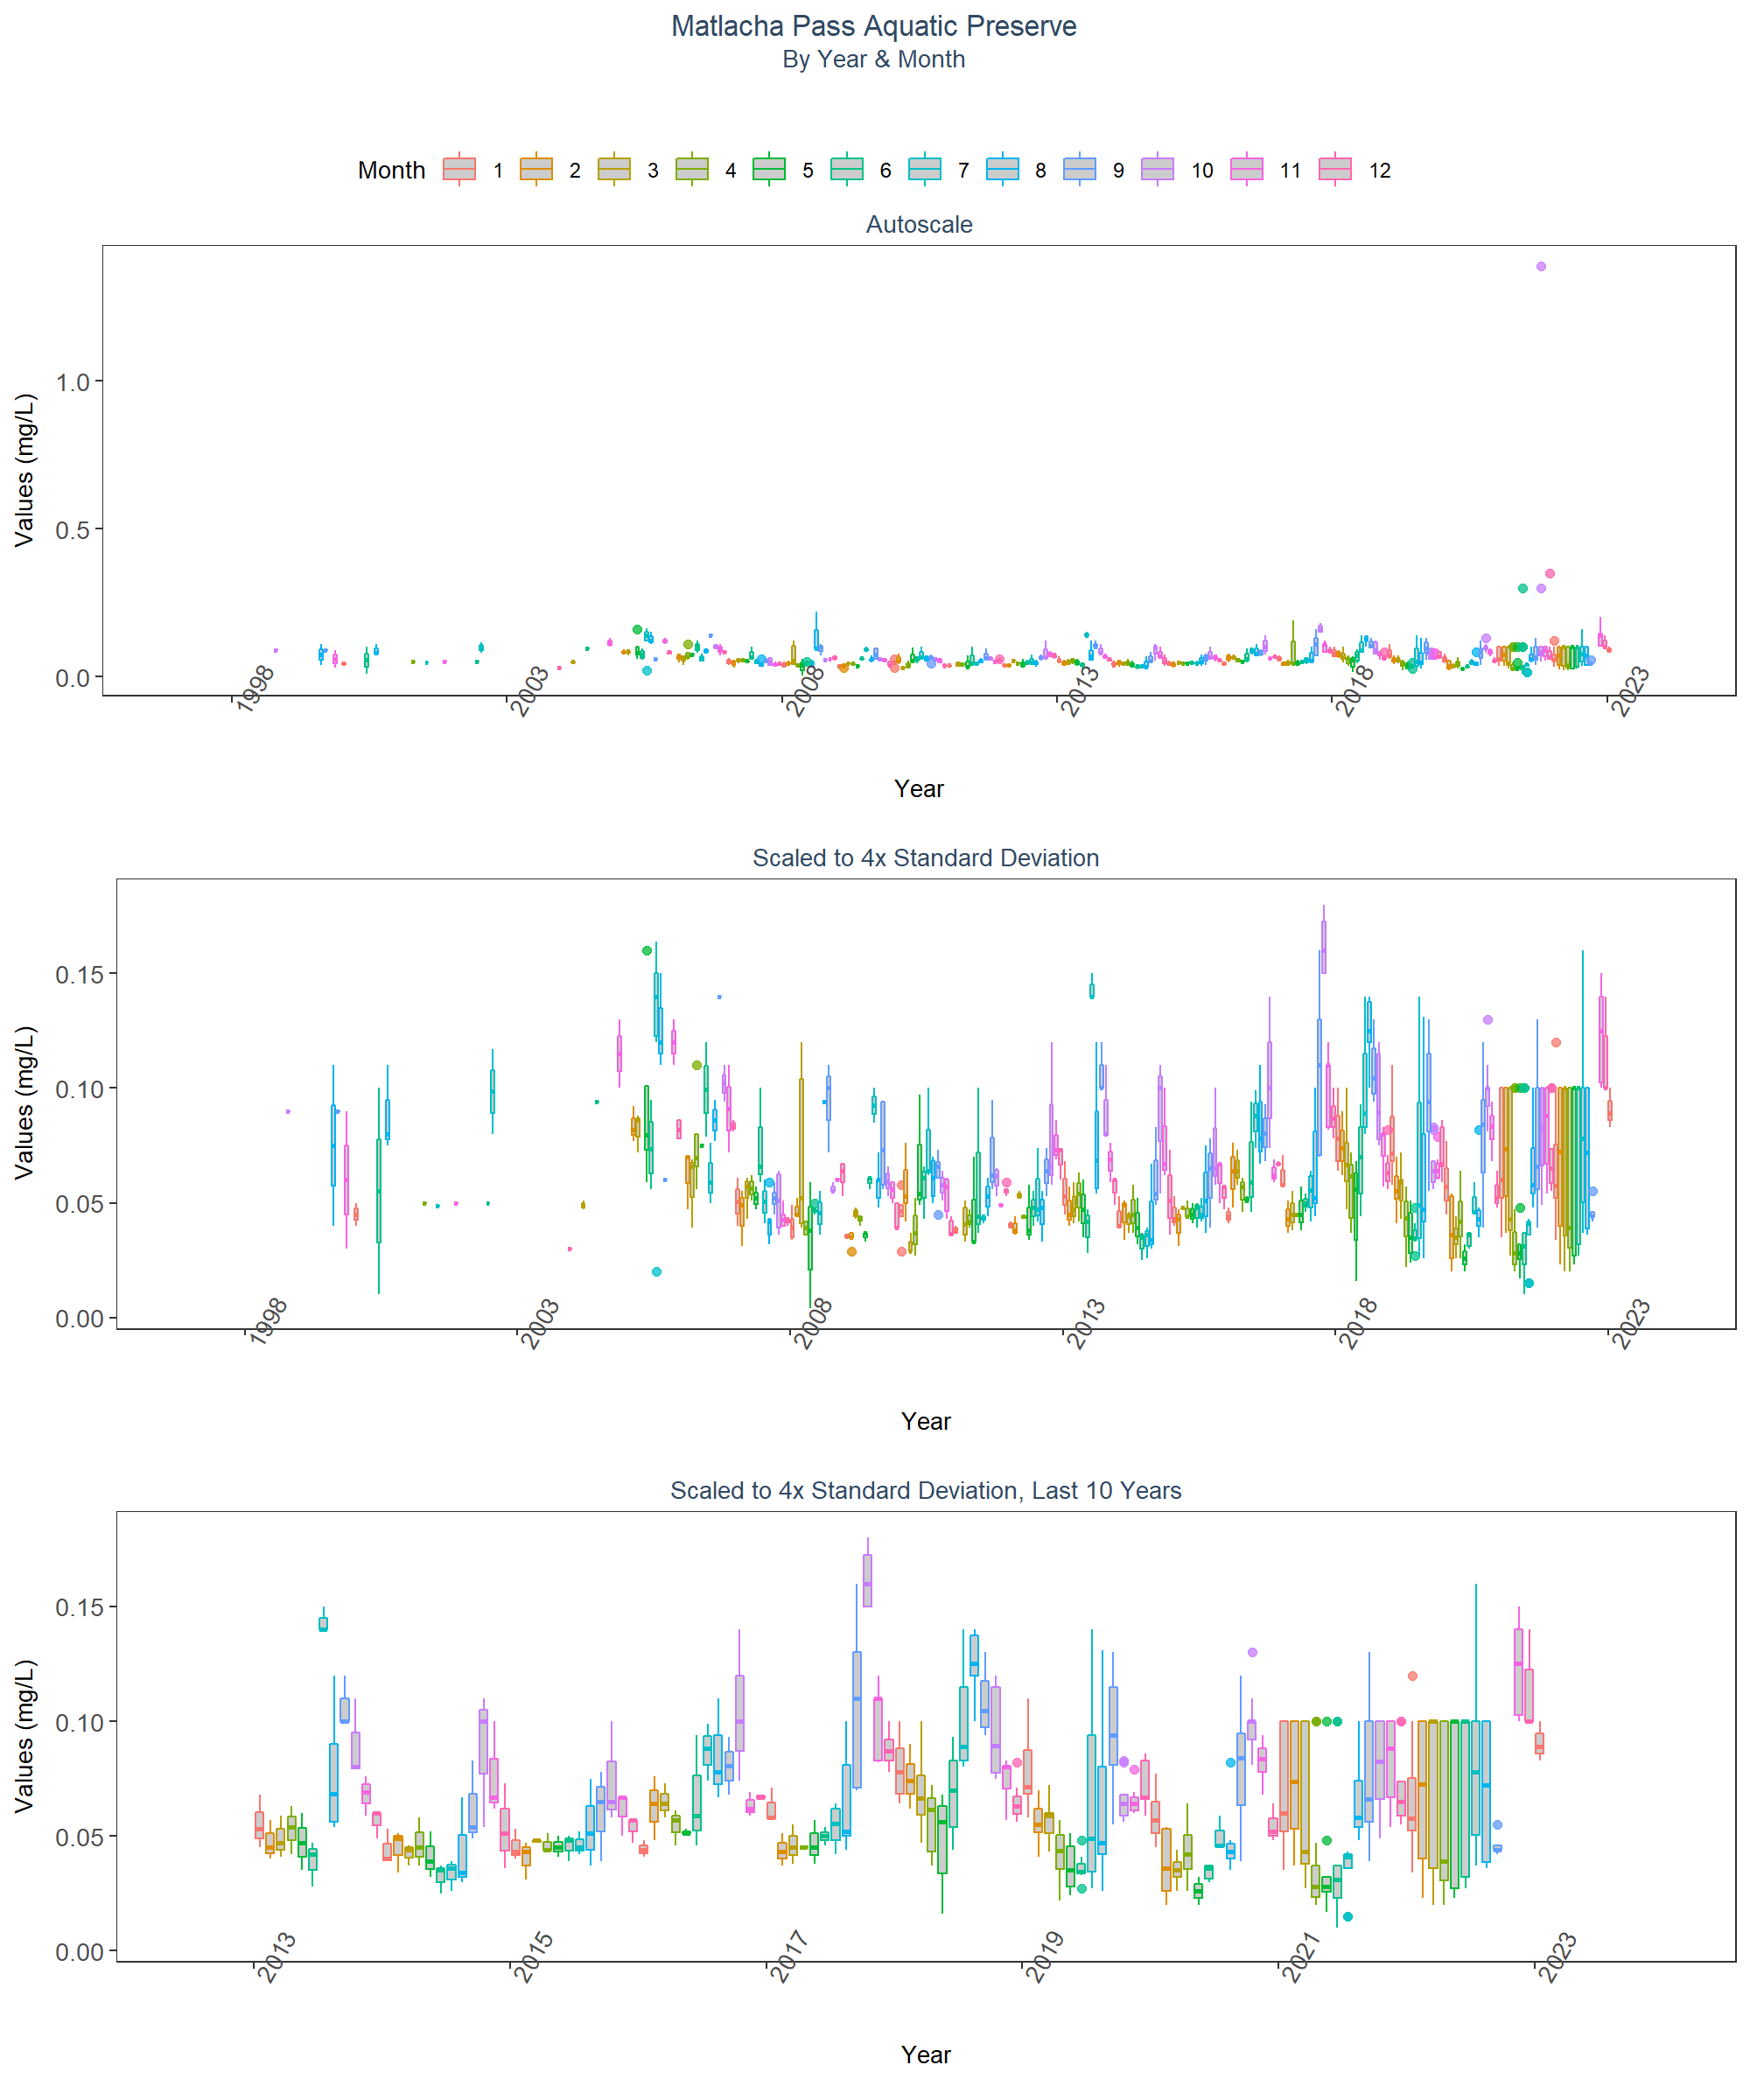 Matlacha Pass Aquatic Preserve
By Year & Month
Month 1 2 3 4 5 6 7 8 9 10 11 12
Autoscale
Values (mg/L)
1.0
0.5
0.0
1998 2003 2008 2013 2018 2023
Year
Scaled to 4x Standard Deviation
Values (mg/L)
0.15
0.10
0.05
0.00
1998 2003 2008 2013 2018 2023
Year
Scaled to 4x Standard Deviation, Last 10 Years
Values (mg/L)
0.15
0.10
0.05
0.00
2013 2015 2017 2019 2021 2023
Year